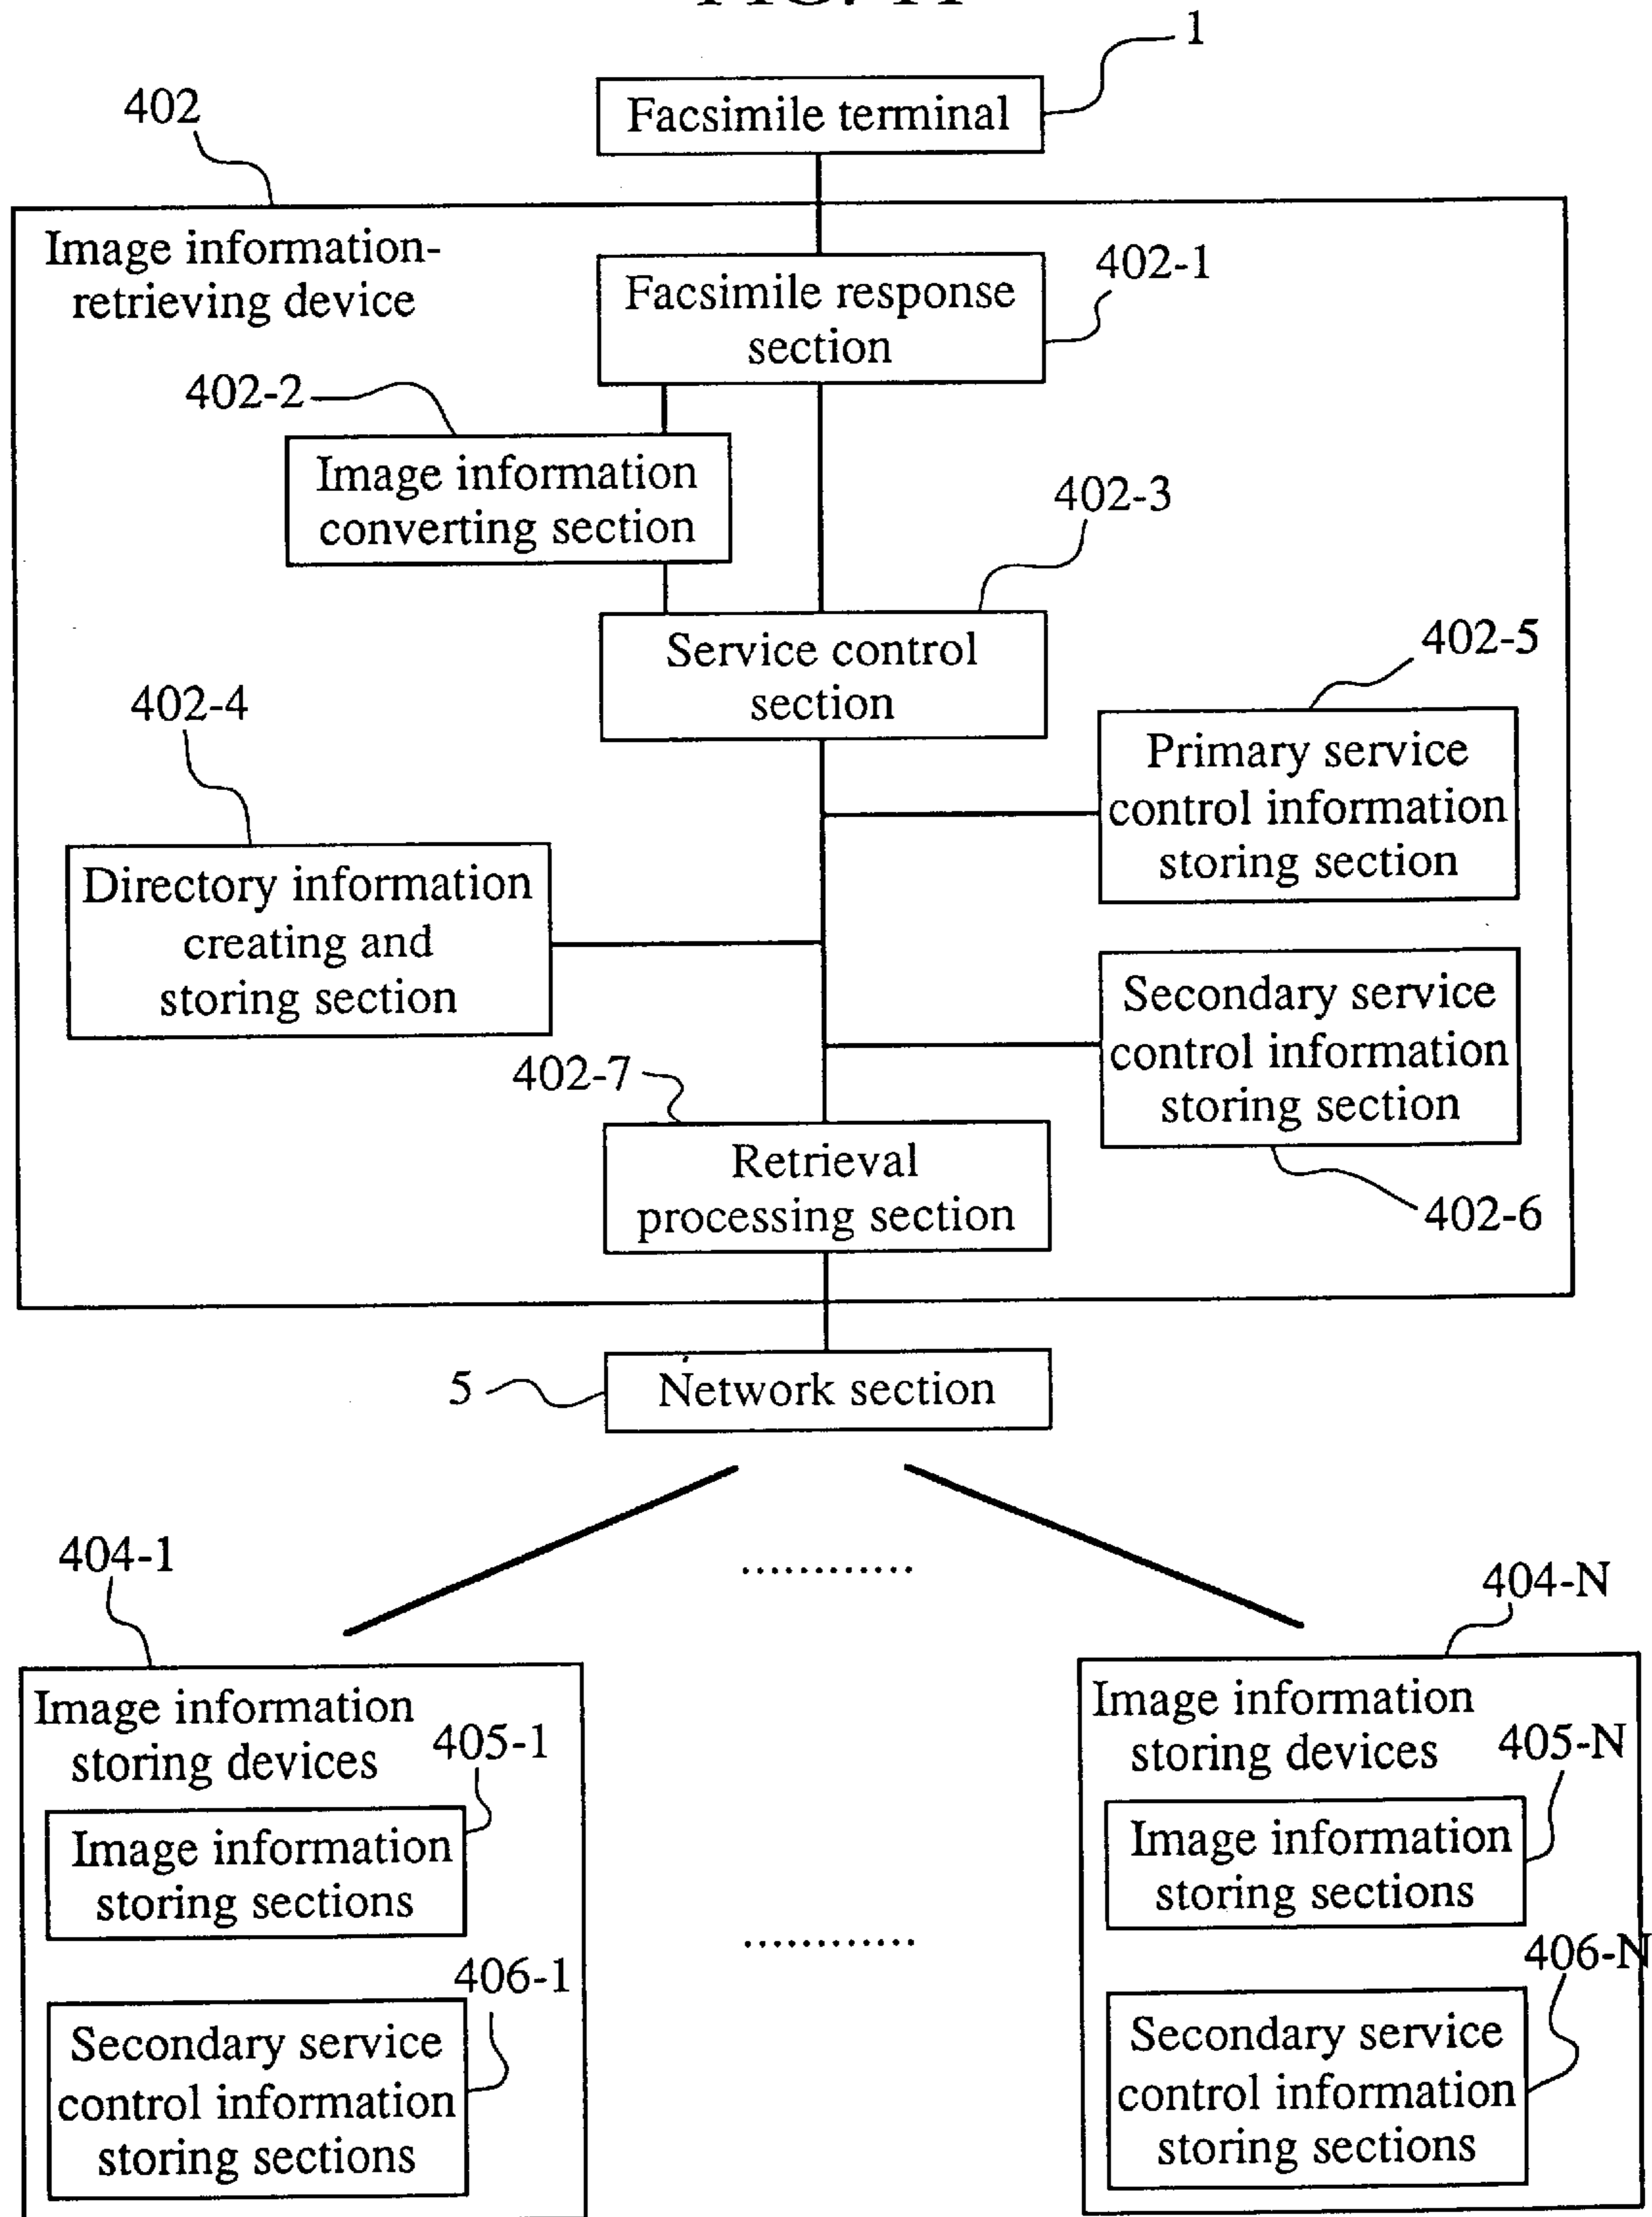 1
Facsimile terminal
402
Image information-
retrieving device
Facsimile response
section
402-1
402-2
Image information
converting section
402-3
Service control
section
402-4
402-5
Primary service
control information
storing section
Directory information
creating and
storing section
Secondary service
control information
storing section
402-7
Retrieval
processing section
402-6
5
Network section
404-1
............
404-N
Image information
storing devices
405-1
Image information
storing sections
406-1
Secondary service
control information
storing sections
............
Image information
storing devices
405-N
Image information
storing sections
406-N
Secondary service
control information
storing sections